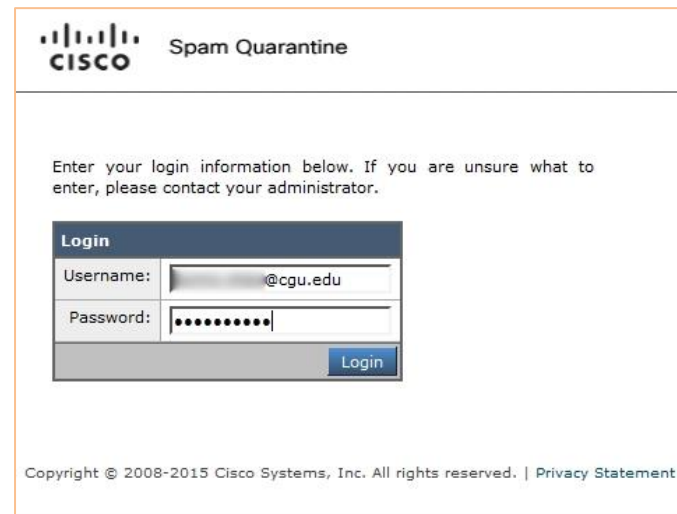 CISCO
Spam Quarantine
Enter your login information below. If you are unsure what to
enter, please contact your administrator.
Login
Username: @cgu.edu
Password: ••••••••••
Login
Copyright © 2008-2015 Cisco Systems, Inc. All rights reserved. | Privacy Statement